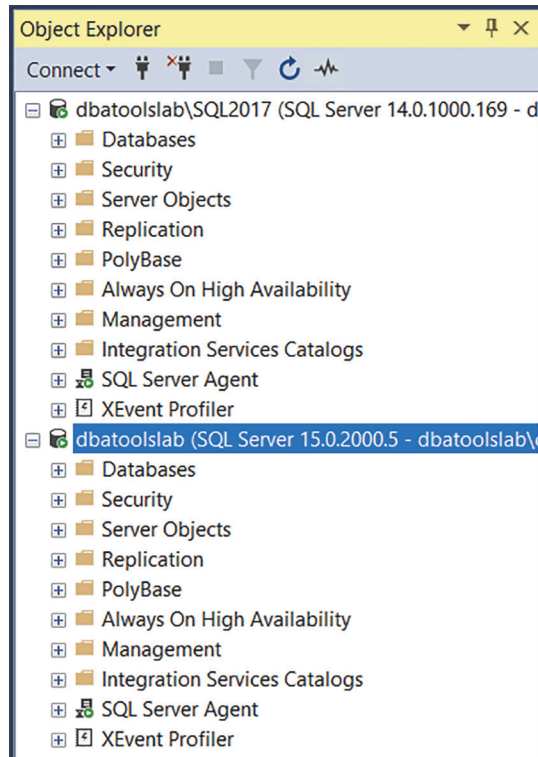 Object Explorer
Connect
dbatoolslab\SQL2017 (SQL Server 14.0.1000.169 - d
Databases
Security
Server Objects
Replication
PolyBase
Always On High Availability
Management
Integration Services Catalogs
SQL Server Agent
XEvent Profiler
dbatoolslab (SQL Server 15.0.2000.5 - dbatoolslab\
Databases
Security
Server Objects
Replication
PolyBase
Always On High Availability
Management
Integration Services Catalogs
SQL Server Agent
XEvent Profiler